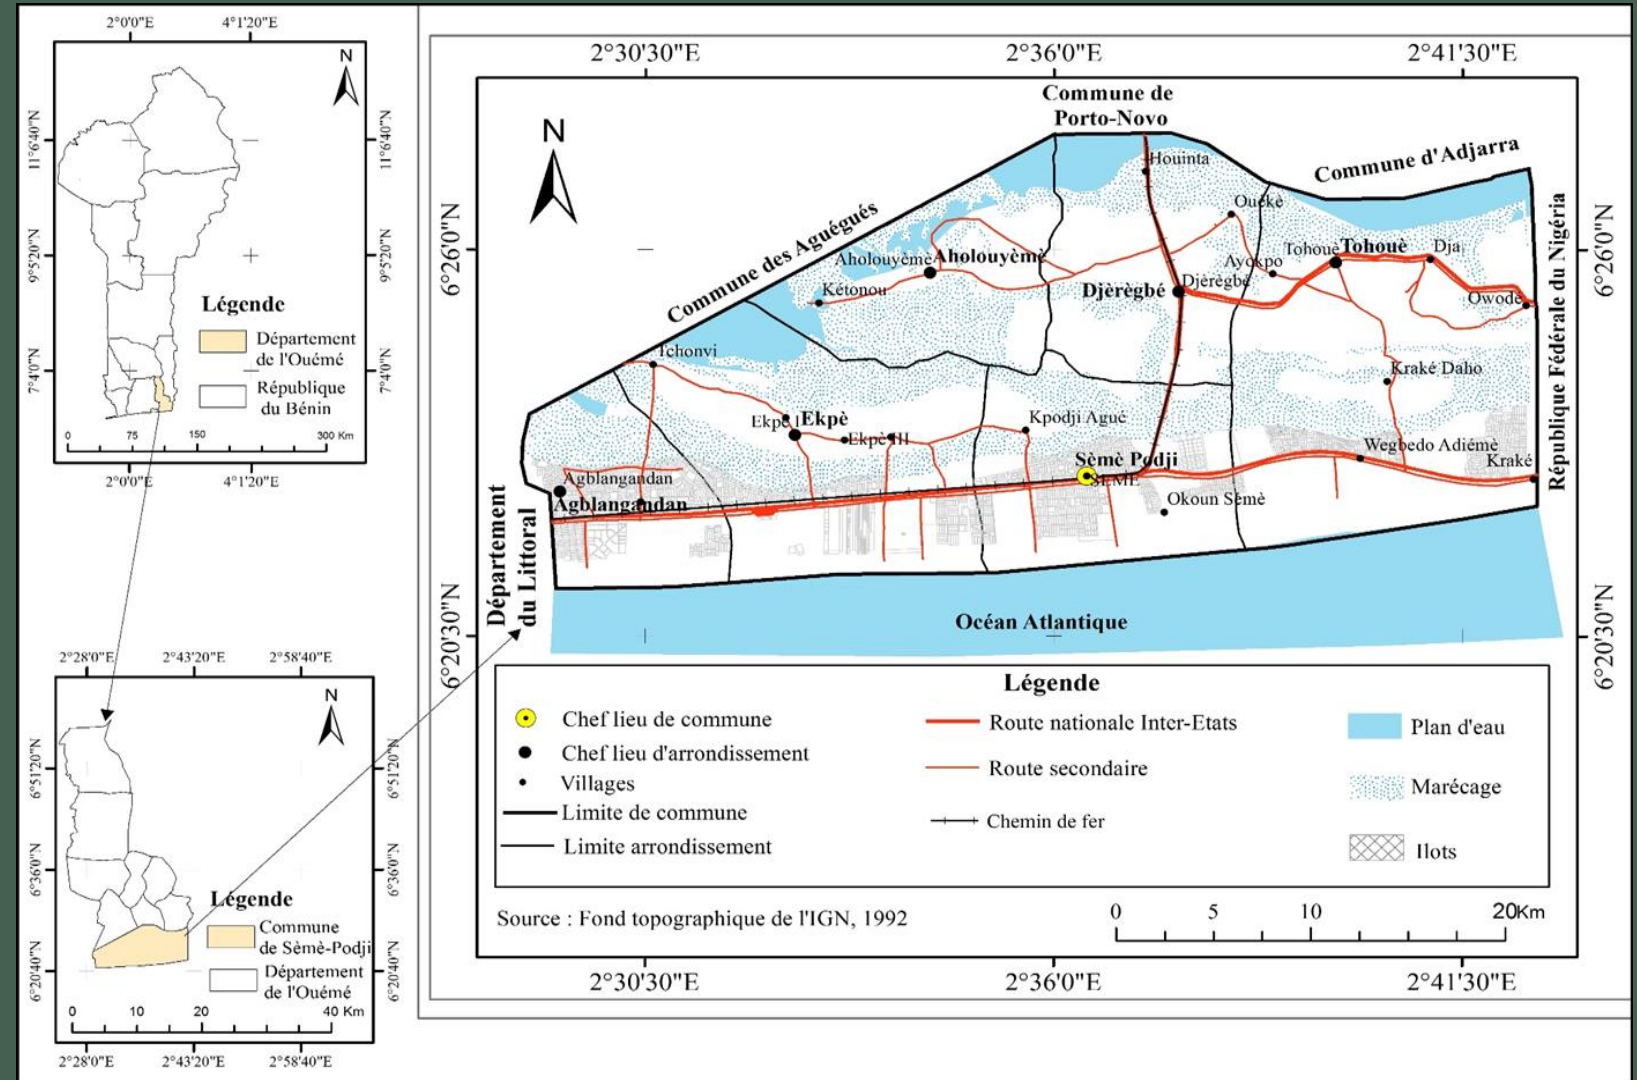 2°0'0"E 4°1'20"E
N
11°6'40"N 11°6'40"N
9°5'20"N 9°5'20"N
7°4'0"N 7°4'0"N
Légende
Département
de l'Ouémé
République
du Bénin
0 75 150 300 Km
2°0'0"E 4°1'20"E
2°28'0"E 2°43'20"E 2°58'40"E
N
6°51'20"N 6°51'20"N
6°36'0"N 6°36'0"N
6°20'40"N 6°20'40"N
Légende
Commune
de Sèmè-Podji
Département
de l'Ouémé
0 10 20 40 Km
2°28'0"E 2°43'20"E 2°58'40"E
2°30'30"E 2°36'0"E 2°41'30"E
Commune de
Porto-Novo
N
Commune d'Adjarra
Commune des Aguégués
République Fédérale du Nigéria
6°26'0"N 6°26'0"N
Houinta
Ouéké
Aholouyèmè Aholouyèmè
Tohouè Tohouè Dja
Ayokpo
Kétonou
Djèrègbé Djèrègbé
Owodé
Tchonvi
Kraké Daho
Ekpè I Ekpè
Ekpè III
Kpodji Agué
Wegbedo Adiémè
Kraké
Sèmè Podji
SEME
Agblangandan
Agblangandan
Okoun Sèmè
Département
du Littoral
6°20'30"N 6°20'30"N
Océan Atlantique
Légende
Chef lieu de commune
Chef lieu d'arrondissement
Villages
Limite de commune
Limite arrondissement
Route nationale Inter-Etats
Route secondaire
Chemin de fer
Plan d'eau
Marécage
Ilots
Source : Fond topographique de l'IGN, 1992
0 5 10 20Km
2°30'30"E 2°36'0"E 2°41'30"E